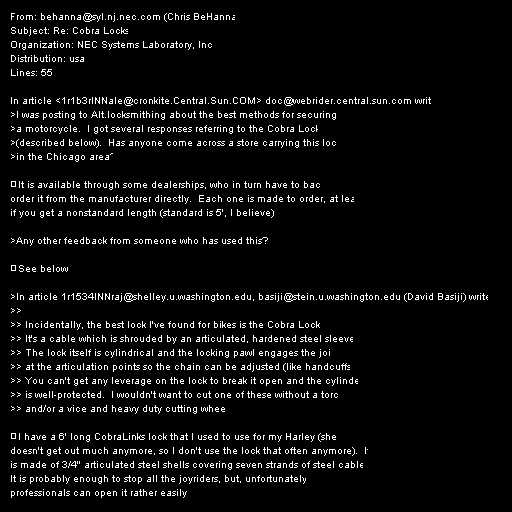 From: behanna@syl.nj.nec.com (Chris BeHanna
Subject: Re: Cobra Locks
Organization: NEC Systems Laboratory, Inc
Distribution: usa
Lines: 55

In article <1r1b3rINNale@cronkite.Central.Sun.COM> doc@webrider.central.sun.com writ
>I was posting to Alt.locksmithing about the best methods for securing
>a motorcycle.  I got several responses referring to the Cobra Lock
>(described below).  Has anyone come across a store carrying this loc
>in the Chicago area

It is available through some dealerships, who in turn have to bac
order it from the manufacturer directly.  Each one is made to order, at lea
if you get a nonstandard length (standard is 5', I believe)

>Any other feedback from someone who has used this?

See below

>In article 1r1534INNraj@shelley.u.washington.edu, basiji@stein.u.washington.edu (David Basiji) write
>>
>> Incidentally, the best lock I've found for bikes is the Cobra Lock
>> It's a cable which is shrouded by an articulated, hardened steel sleeve
>> The lock itself is cylindrical and the locking pawl engages the joi
>> at the articulation points so the chain can be adjusted (like handcuffs
>> You can't get any leverage on the lock to break it open and the cylinde
>> is well-protected.  I wouldn't want to cut one of these without a torc
>> and/or a vice and heavy duty cutting whee

I have a 6' long CobraLinks lock that I used to use for my Harley (she
doesn't get out much anymore, so I don't use the lock that often anymore).
is made of 3/4" articulated steel shells covering seven strands of steel cable
It is probably enough to stop all the joyriders, but, unfortunately
professionals can open it rather easily